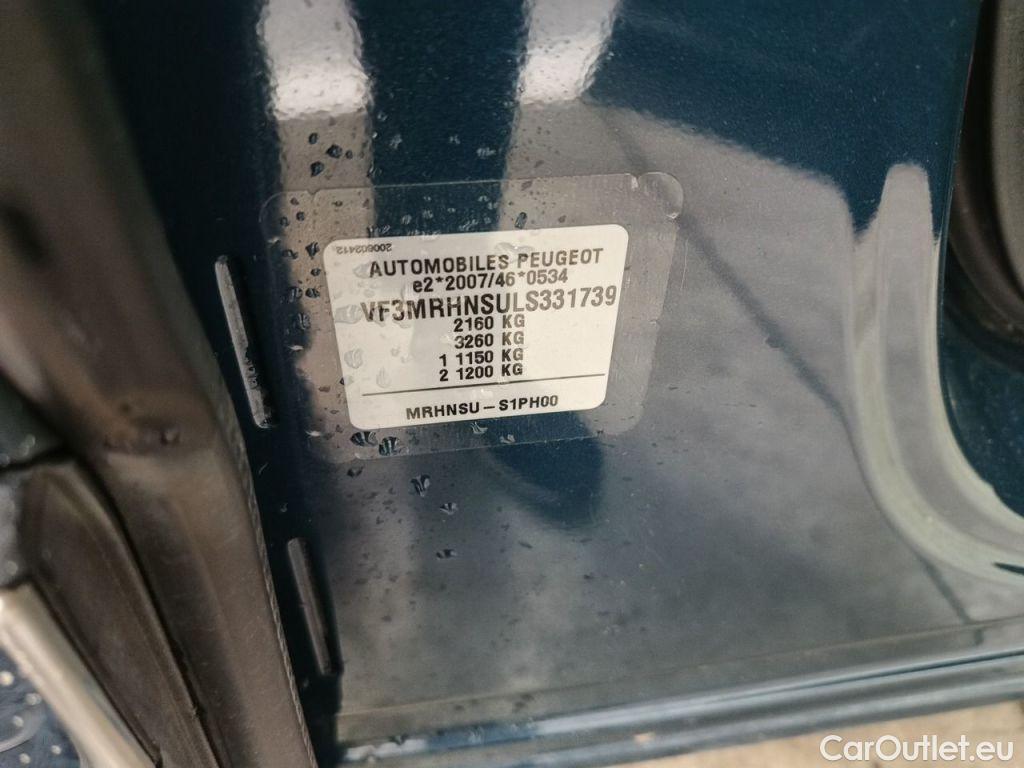 200602412
AUTOMOBILES PEUGEOT
e2*2007/46*0534
VF3MRHNSULS331739
2160 KG
3260 KG
1 1150 KG
2 1200 KG
MRHNSU-S1PH00
CarOutlet.eu